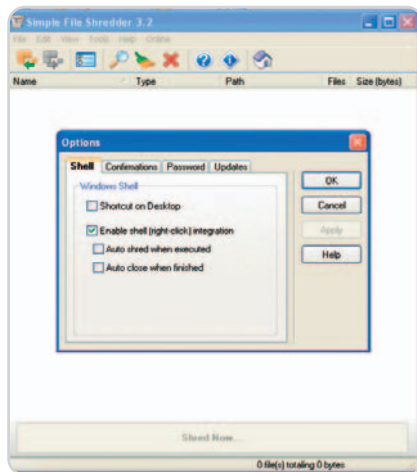 Simple File Shredder 3.2
File Edit View Tools Help Online
Name Type Path Files Size (bytes)
Options
Shell Confirmations Password Updates
Windows Shell
Shortcut on Desktop
Enable shell (right-click) integration
Auto shred when executed
Auto close when finished
OK
Cancel
Apply
Help
Shred Now...
0 file(s) totaling 0 bytes